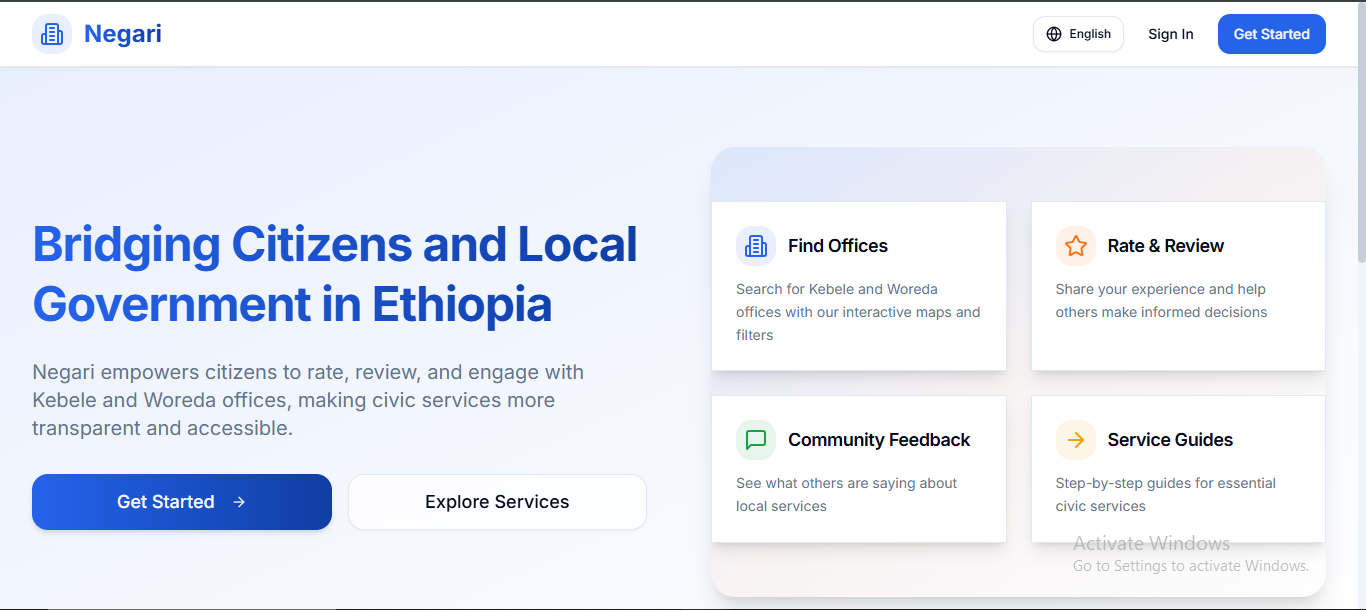 Negari
English
Sign In
Get Started
Bridging Citizens and Local
Government in Ethiopia
Negari empowers citizens to rate, review, and engage with
Kebele and Woreda offices, making civic services more
transparent and accessible.
Get Started →
Explore Services
Find Offices
Search for Kebele and Woreda
offices with our interactive maps and
filters
Rate & Review
Share your experience and help
others make informed decisions
Community Feedback
See what others are saying about
local services
Service Guides
Step-by-step guides for essential
civic services
Activate Windows
Go to Settings to activate Windows.